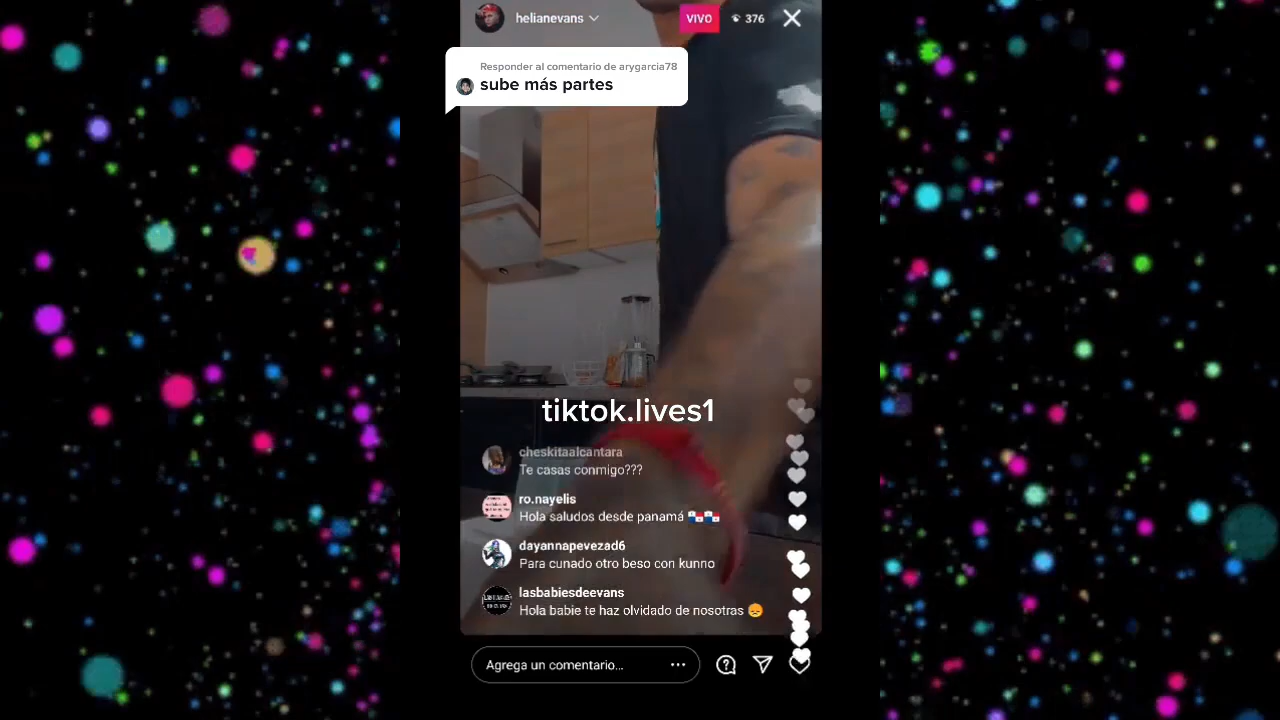 helianevans
VIVO
376
Responder al comentario de arygarcia78
sube más partes
tiktok.lives1
cheskitaalcantara
Te casas conmigo???
ro.nayelis
Hola saludos desde panamá 🇵🇦🇵🇦
dayannapevezad6
Para cunado otro beso con kunno
lasbabiesdeevans
Hola babie te haz olvidado de nosotras 😞
Agrega un comentario...